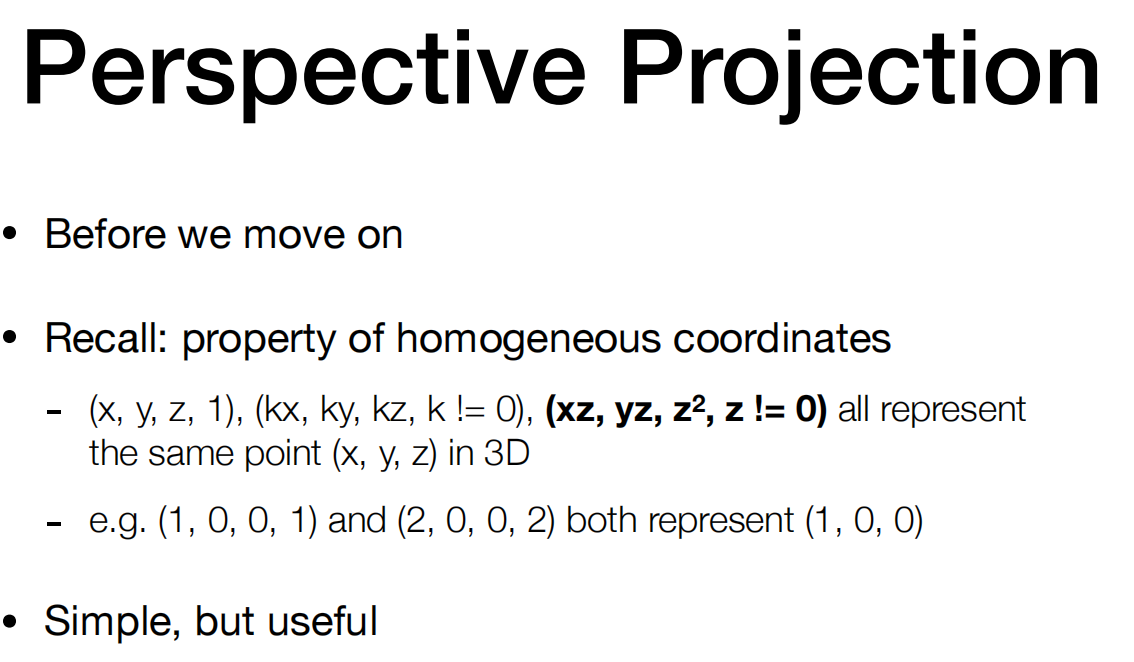 Perspective Projection
• Before we move on
• Recall: property of homogeneous coordinates
- (x, y, z, 1), (kx, ky, kz, k != 0), (xz, yz, z², z != 0) all represent
the same point (x, y, z) in 3D
- e.g. (1, 0, 0, 1) and (2, 0, 0, 2) both represent (1, 0, 0)
• Simple, but useful